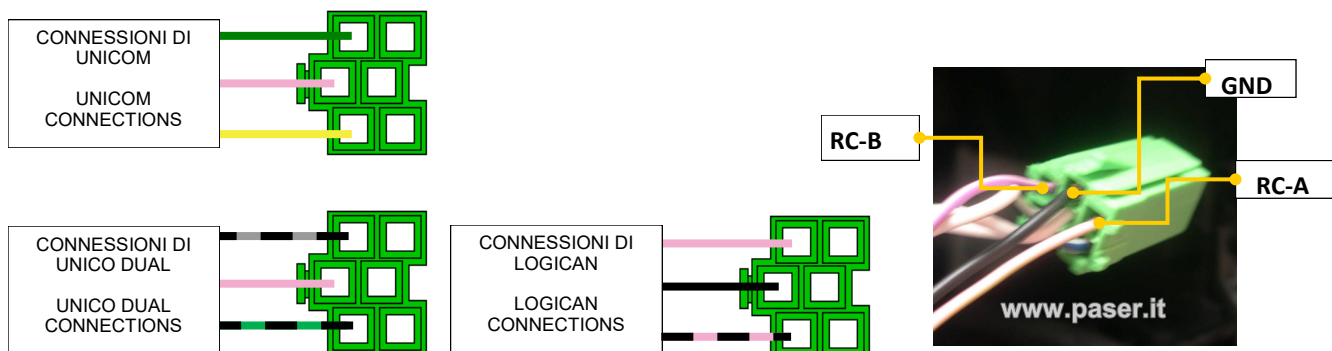 CONNESSIONI DI
UNICOM
UNICOM
CONNECTIONS
GND
RC-B
RC-A
CONNESSIONI DI
UNICO DUAL
UNICO DUAL
CONNECTIONS
CONNESSIONI DI
LOGICAN
LOGICAN
CONNECTIONS
www.paser.it